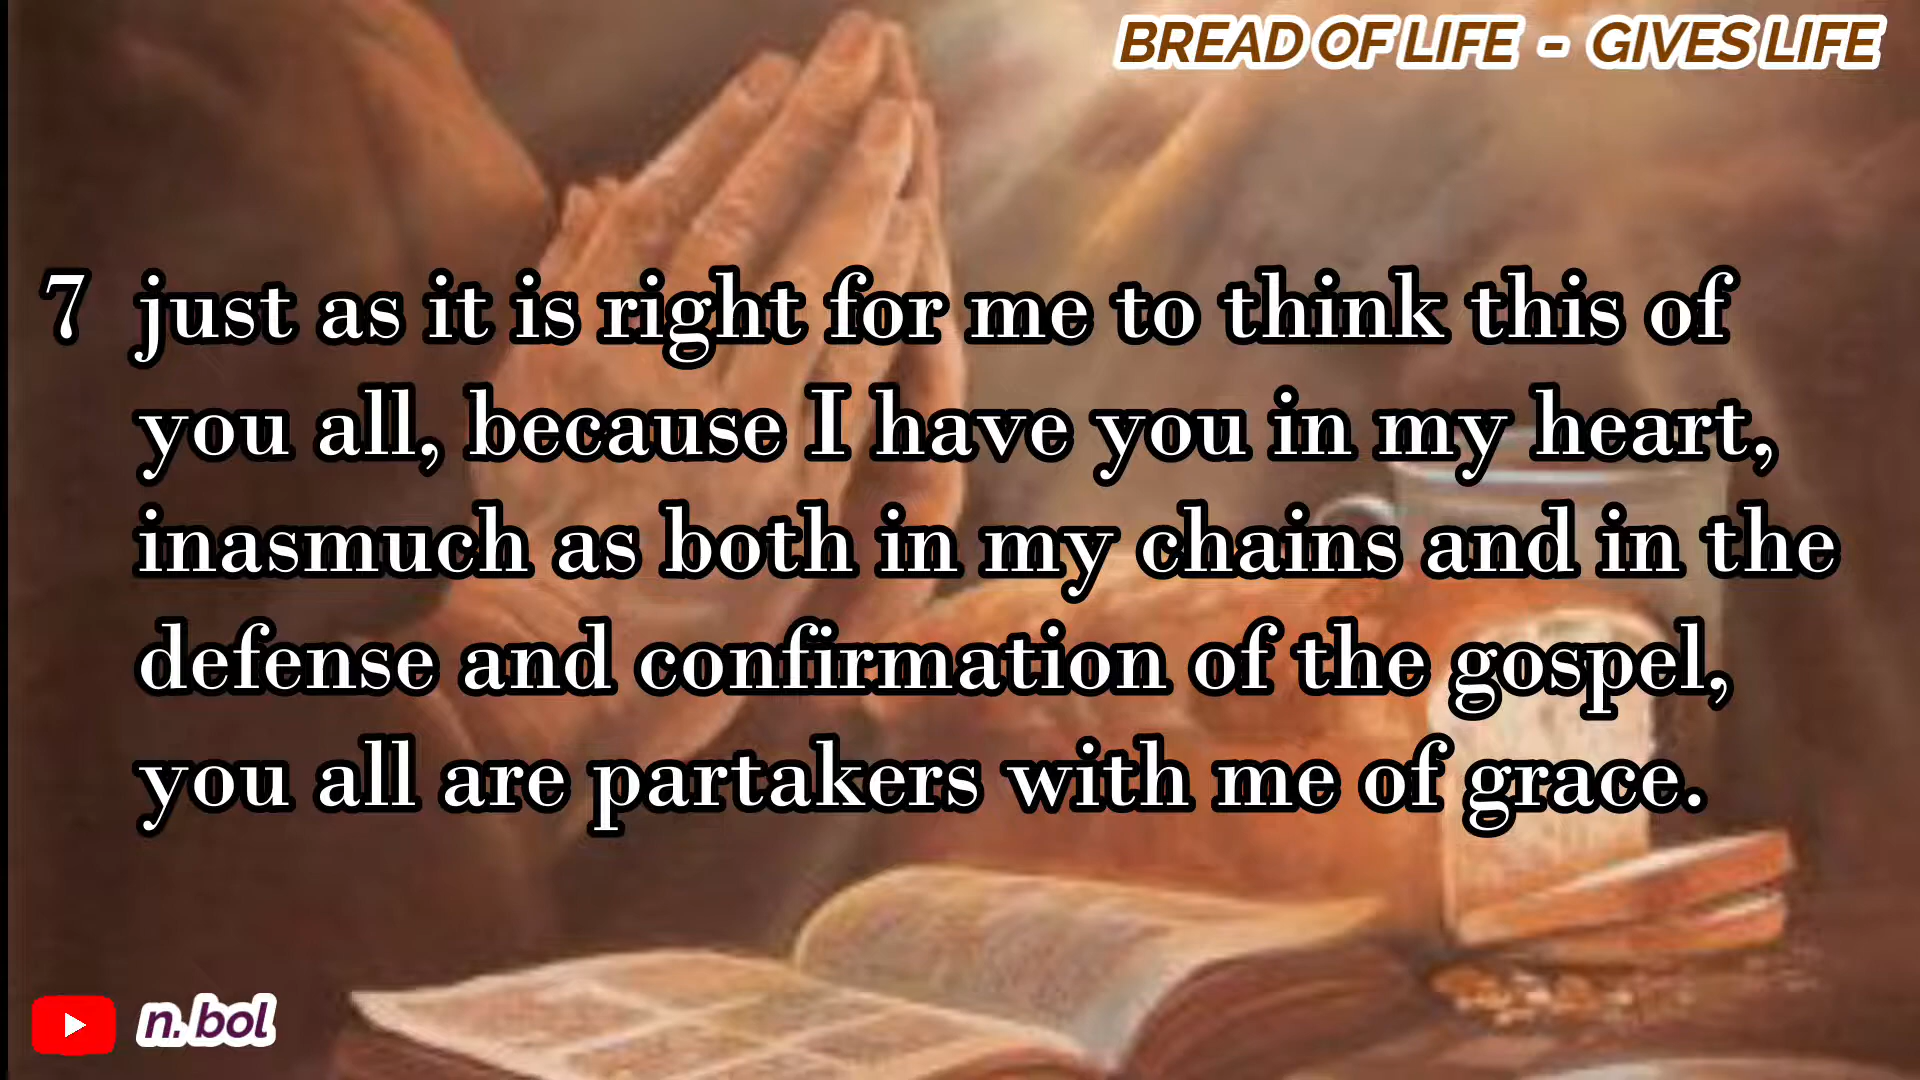 BREAD OF LIFE - GIVES LIFE
7 just as it is right for me to think this of
you all, because I have you in my heart,
inasmuch as both in my chains and in the
defense and confirmation of the gospel,
you all are partakers with me of grace.
n. bol